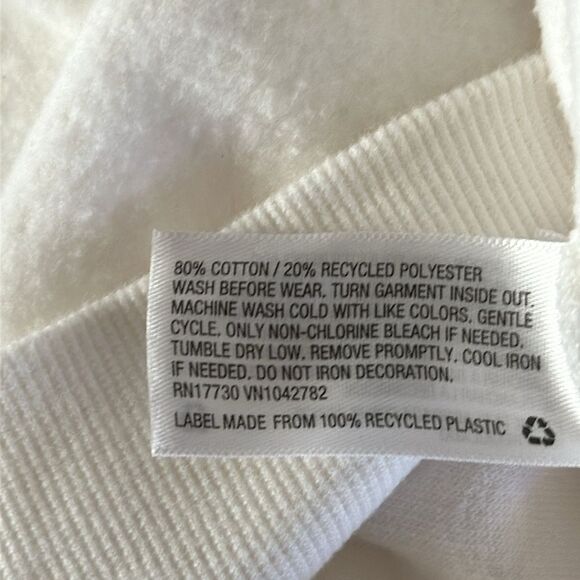 80% COTTON / 20% RECYCLED POLYESTER
WASH BEFORE WEAR. TURN GARMENT INSIDE OUT.
MACHINE WASH COLD WITH LIKE COLORS. GENTLE
CYCLE. ONLY NON-CHLORINE BLEACH IF NEEDED.
TUMBLE DRY LOW. REMOVE PROMPTLY. COOL IRON
IF NEEDED. DO NOT IRON DECORATION.
RN17730 VN1042782
LABEL MADE FROM 100% RECYCLED PLASTIC